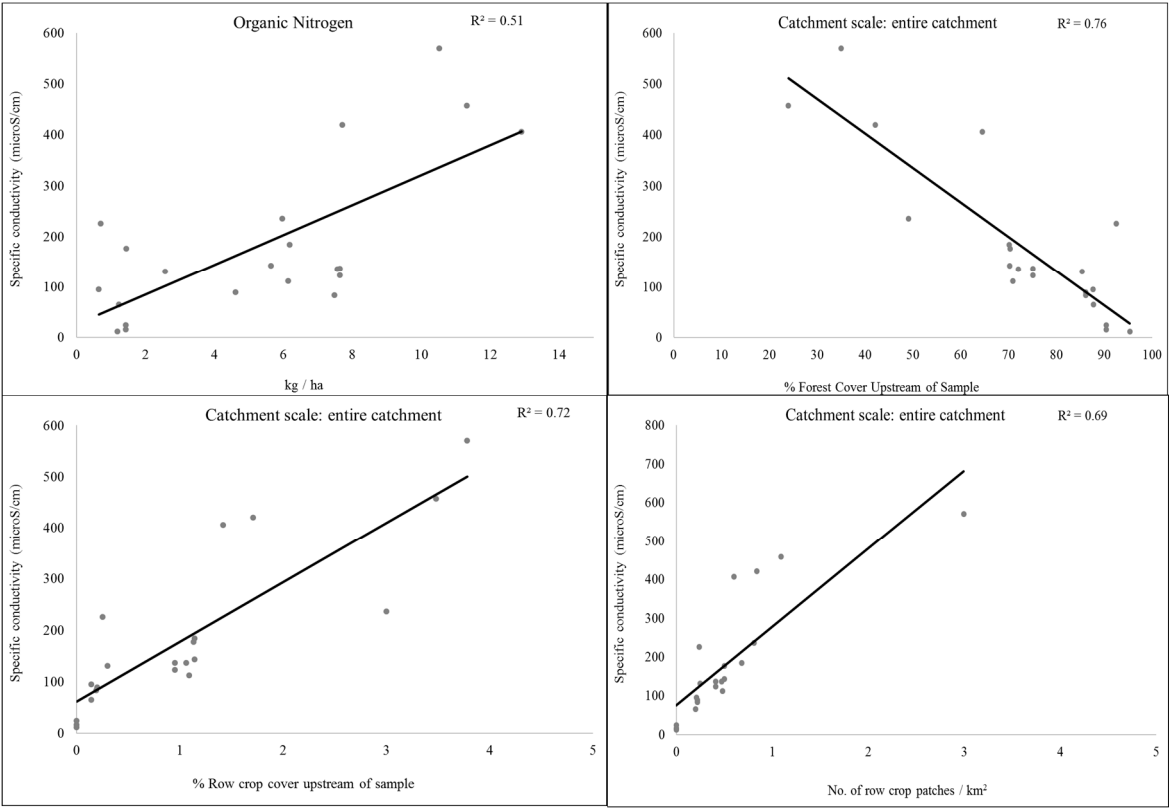 Organic Nitrogen
R² = 0.51
Specific conductivity (microS/cm)
600
500
400
300
200
100
0
0 2 4 6 8 10 12 14
kg / ha
Catchment scale: entire catchment
R² = 0.76
Specific conductivity (microS/cm)
600
500
400
300
200
100
0
0 10 20 30 40 50 60 70 80 90 100
% Forest Cover Upstream of Sample
Catchment scale: entire catchment
R² = 0.72
Specific conductivity (microS/cm)
600
500
400
300
200
100
0
0 1 2 3 4 5
% Row crop cover upstream of sample
Catchment scale: entire catchment
R² = 0.69
Specific conductivity (microS/cm)
800
700
600
500
400
300
200
100
0
0 1 2 3 4 5
No. of row crop patches / km²